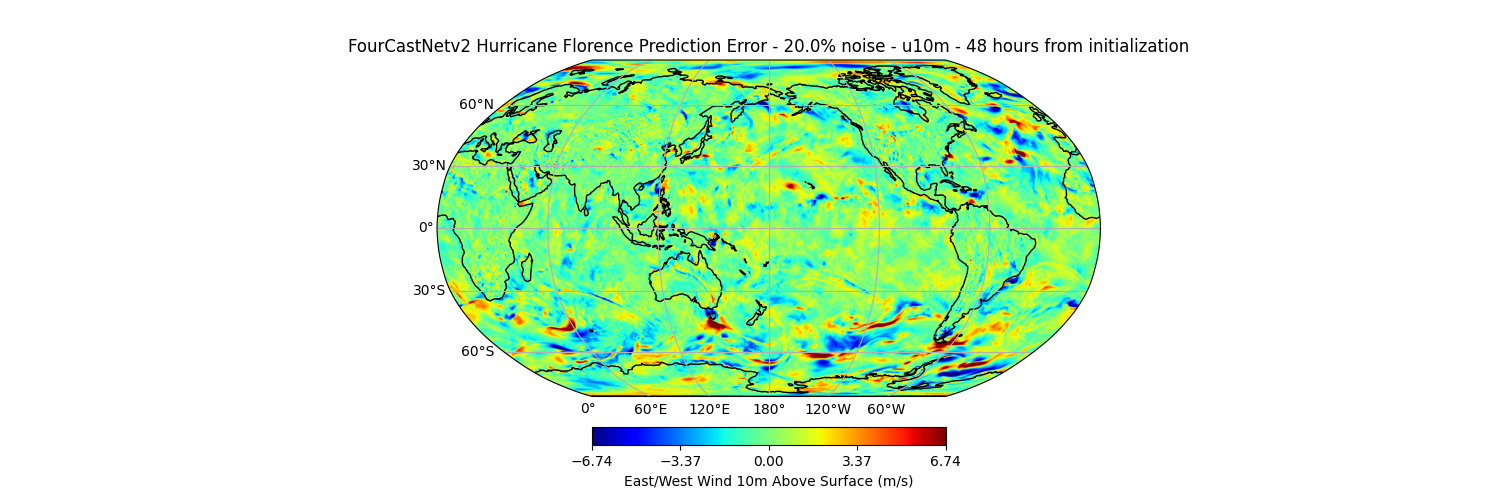 FourCastNetv2 Hurricane Florence Prediction Error - 20.0% noise - u10m - 48 hours from initialization
60°N
30°N
0°
30°S
60°S
0° 60°E 120°E 180° 120°W 60°W
−6.74 −3.37 0.00 3.37 6.74
East/West Wind 10m Above Surface (m/s)